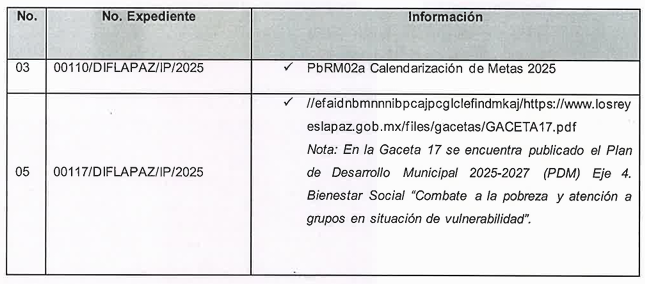 No. No. Expediente Información
03 00110/DIFLAPAZ/IP/2025 ✓ PbRM02a Calendarización de Metas 2025
✓ //efaidnbmnnnibpcajpcglclefindmkaj/https://www.losrey
eslapaz.gob.mx/files/gacetas/GACETA17.pdf
Nota: En la Gaceta 17 se encuentra publicado el Plan
05 00117/DIFLAPAZ/IP/2025 de Desarrollo Municipal 2025-2027 (PDM) Eje 4.
Bienestar Social “Combate a la pobreza y atención a
grupos en situación de vulnerabilidad”.